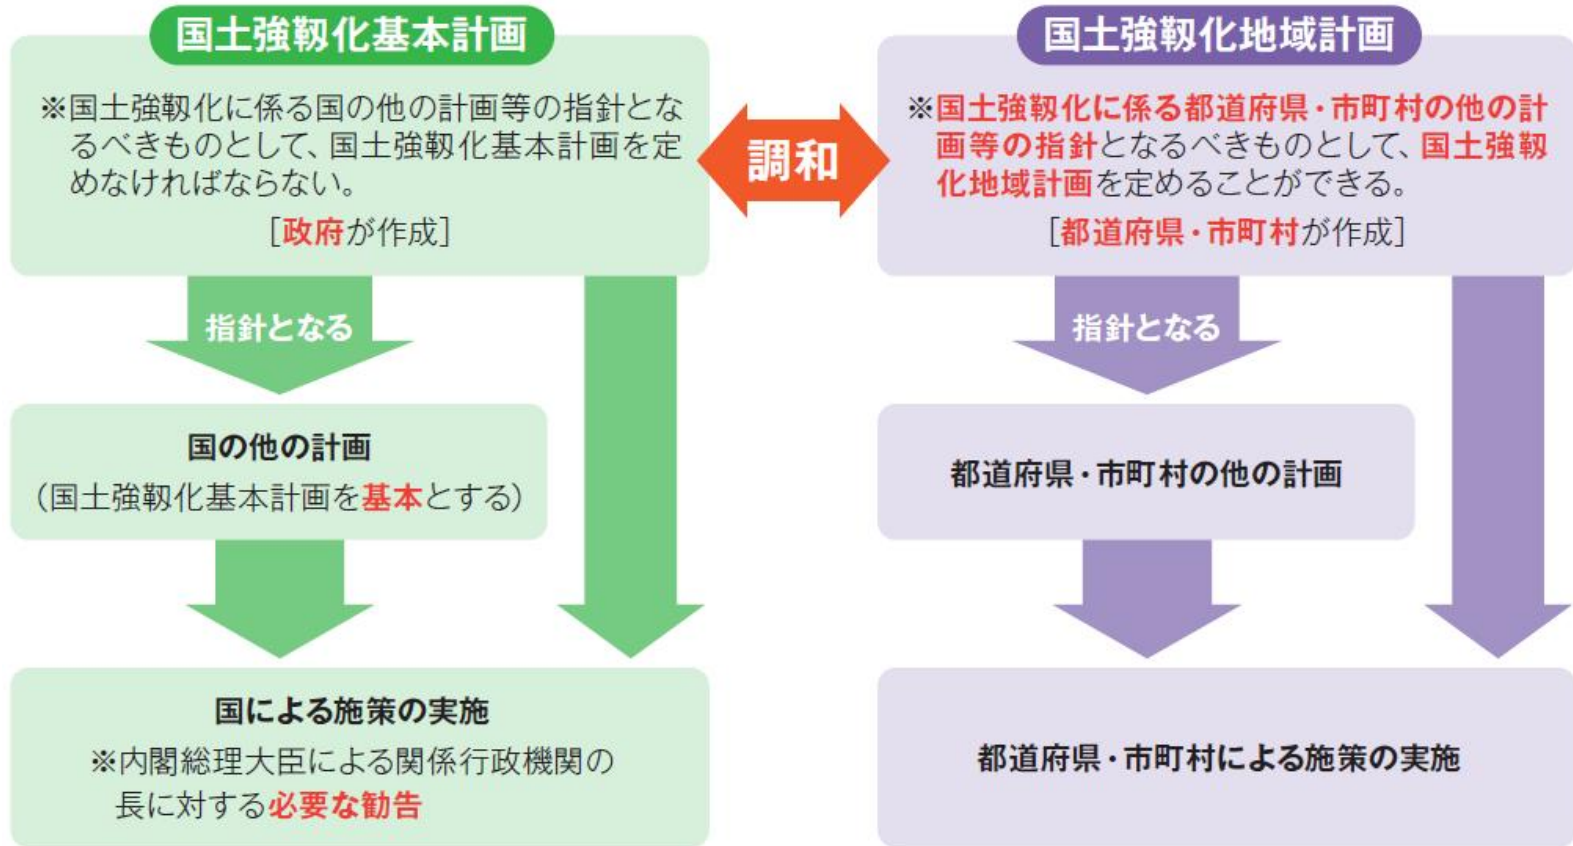 国土強靱化基本計画
※国土強靱化に係る国の他の計画等の指針とな
るべきものとして、国土強靱化基本計画を定
めなければならない。
［政府が作成］
調和
国土強靱化地域計画
※国土強靱化に係る都道府県・市町村の他の計
画等の指針となるべきものとして、国土強靱
化地域計画を定めることができる。
［都道府県・市町村が作成］
指針となる
国の他の計画
（国土強靱化基本計画を基本とする）
国による施策の実施
※内閣総理大臣による関係行政機関の
長に対する必要な勧告
指針となる
都道府県・市町村の他の計画
都道府県・市町村による施策の実施